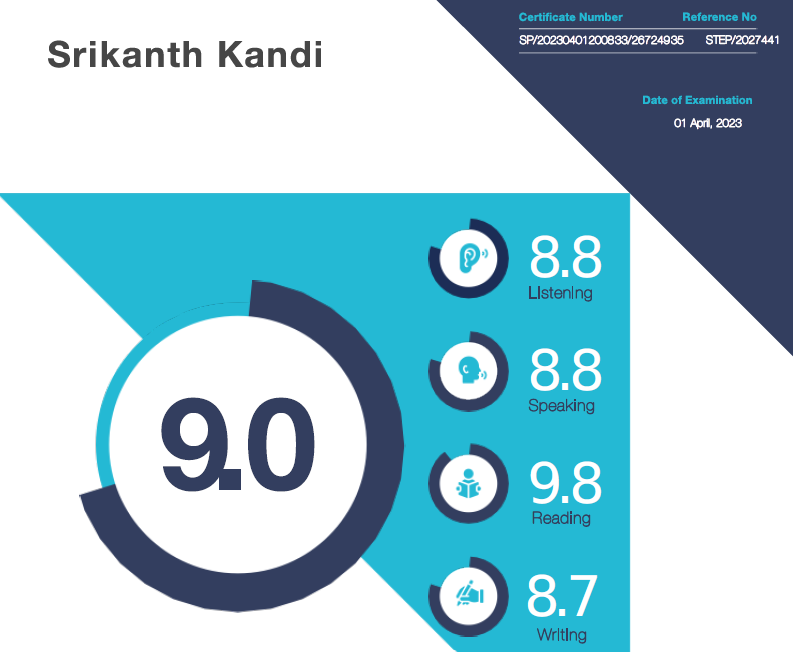 Certificate Number Reference No
SP/20230401200833/26724935 STEP/2027441
Srikanth Kandi
Date of Examination
01 April, 2023
8.8
Listening
8.8
Speaking
9.0
9.8
Reading
8.7
Writing